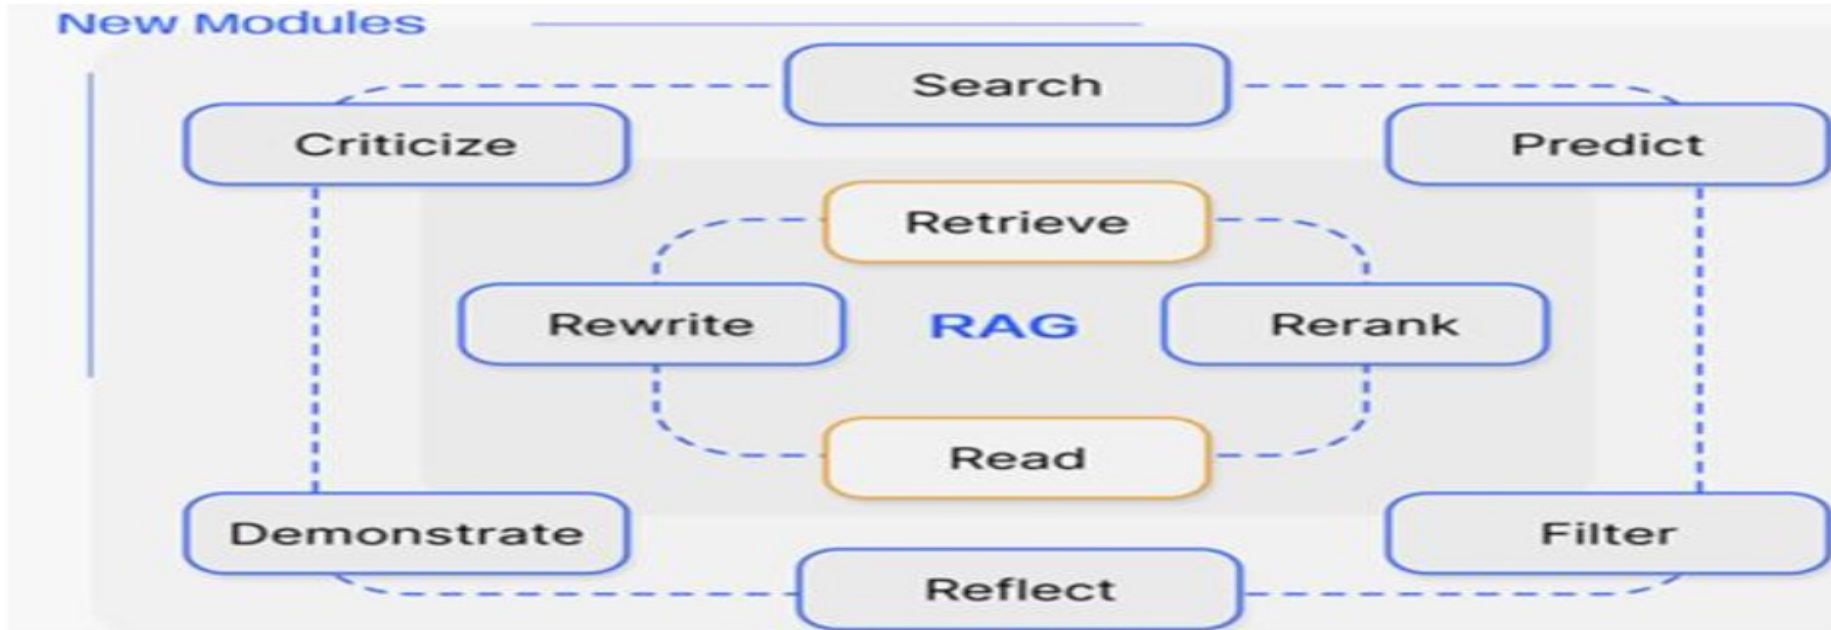 New Modules
Search
Criticize
Predict
Retrieve
Rewrite
RAG
Rerank
Read
Demonstrate
Filter
Reflect